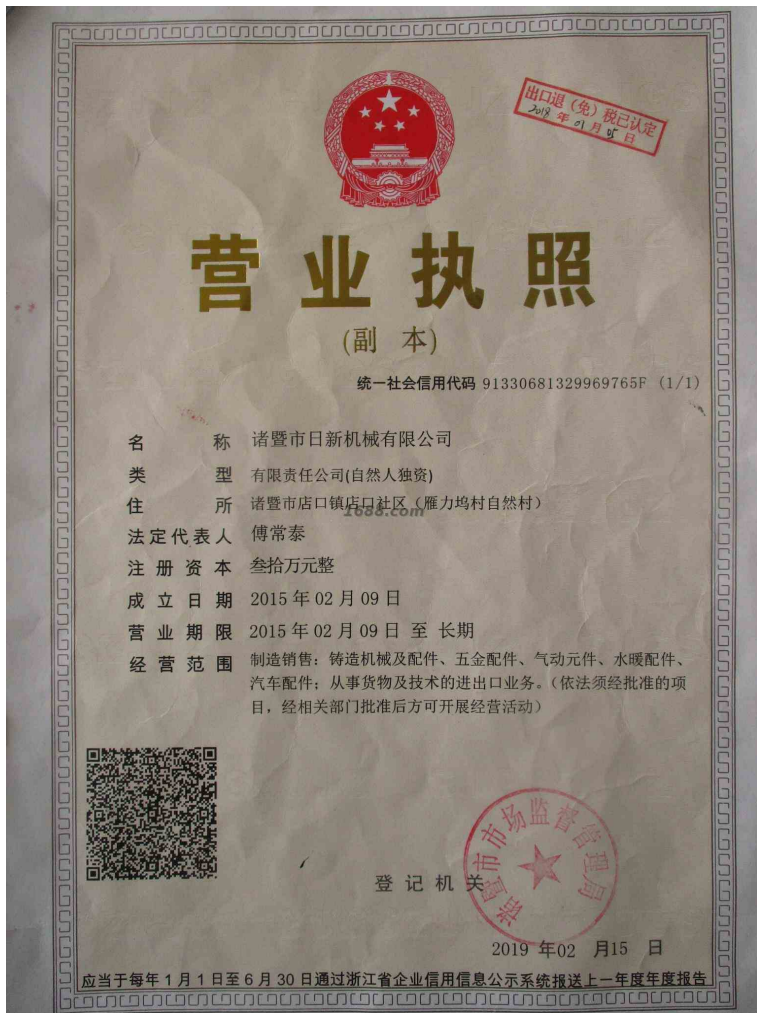 出口退（免）税已认定
2018年01月05日
营业执照
(副 本)
统一社会信用代码 91330681329969765F (1/1)
名 称 诸暨市日新机械有限公司
类 型 有限责任公司(自然人独资)
住 所 诸暨市店口镇店口社区（雁力坞村自然村）
1688.com
法定代表人 傅常泰
注册资本 叁拾万元整
成立日期 2015年02月09日
营业期限 2015年02月09日 至 长期
经营范围 制造销售：铸造机械及配件、五金配件、气动元件、水暖配件、
汽车配件；从事货物及技术的进出口业务。（依法须经批准的项
目，经相关部门批准后方可开展经营活动）
诸暨市市场监督管理局
登记机关
2019 年02 月15 日
应当于每年1月1日至6月30日通过浙江省企业信用信息公示系统报送上一年度年度报告